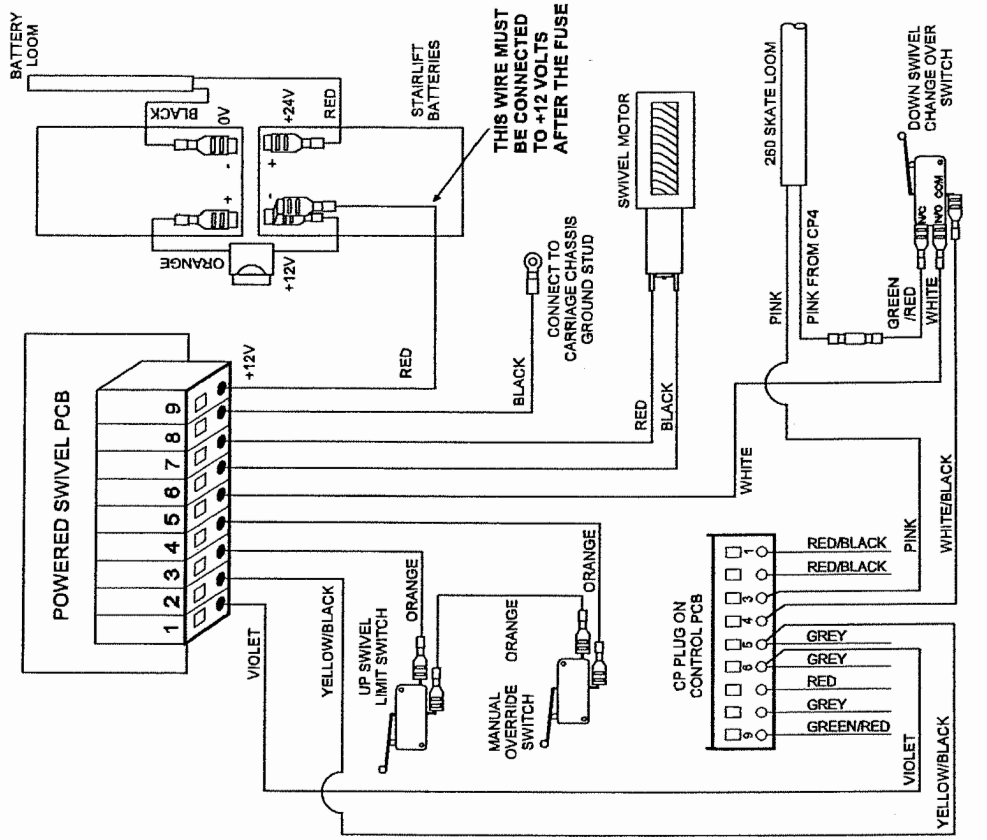 BATTERY
LOOM
BLACK
0V
+24V
RED
+
-
-
+
STAIRLIFT
BATTERIES
ORANGE
+12V
THIS WIRE MUST
BE CONNECTED
TO +12 VOLTS
AFTER THE FUSE
SWIVEL MOTOR
260 SKATE LOOM
DOWN SWIVEL
CHANGE OVER
SWITCH
N/C
N/O
COM
CONNECT TO
CARRIAGE CHASSIS
GROUND STUD
PINK
PINK FROM CP4
GREEN
/RED
WHITE
POWERED SWIVEL PCB
1 2 3 4 5 6 7 8 9
+12V
RED
BLACK
RED
BLACK
WHITE
VIOLET
YELLOW/BLACK
UP SWIVEL
LIMIT SWITCH
ORANGE
ORANGE
ORANGE
MANUAL
OVERRIDE
SWITCH
CP PLUG ON
CONTROL PCB
1
3
4
5
6
9
RED/BLACK
RED/BLACK
PINK
WHITE/BLACK
GREY
GREY
RED
GREY
GREEN/RED
VIOLET
YELLOW/BLACK